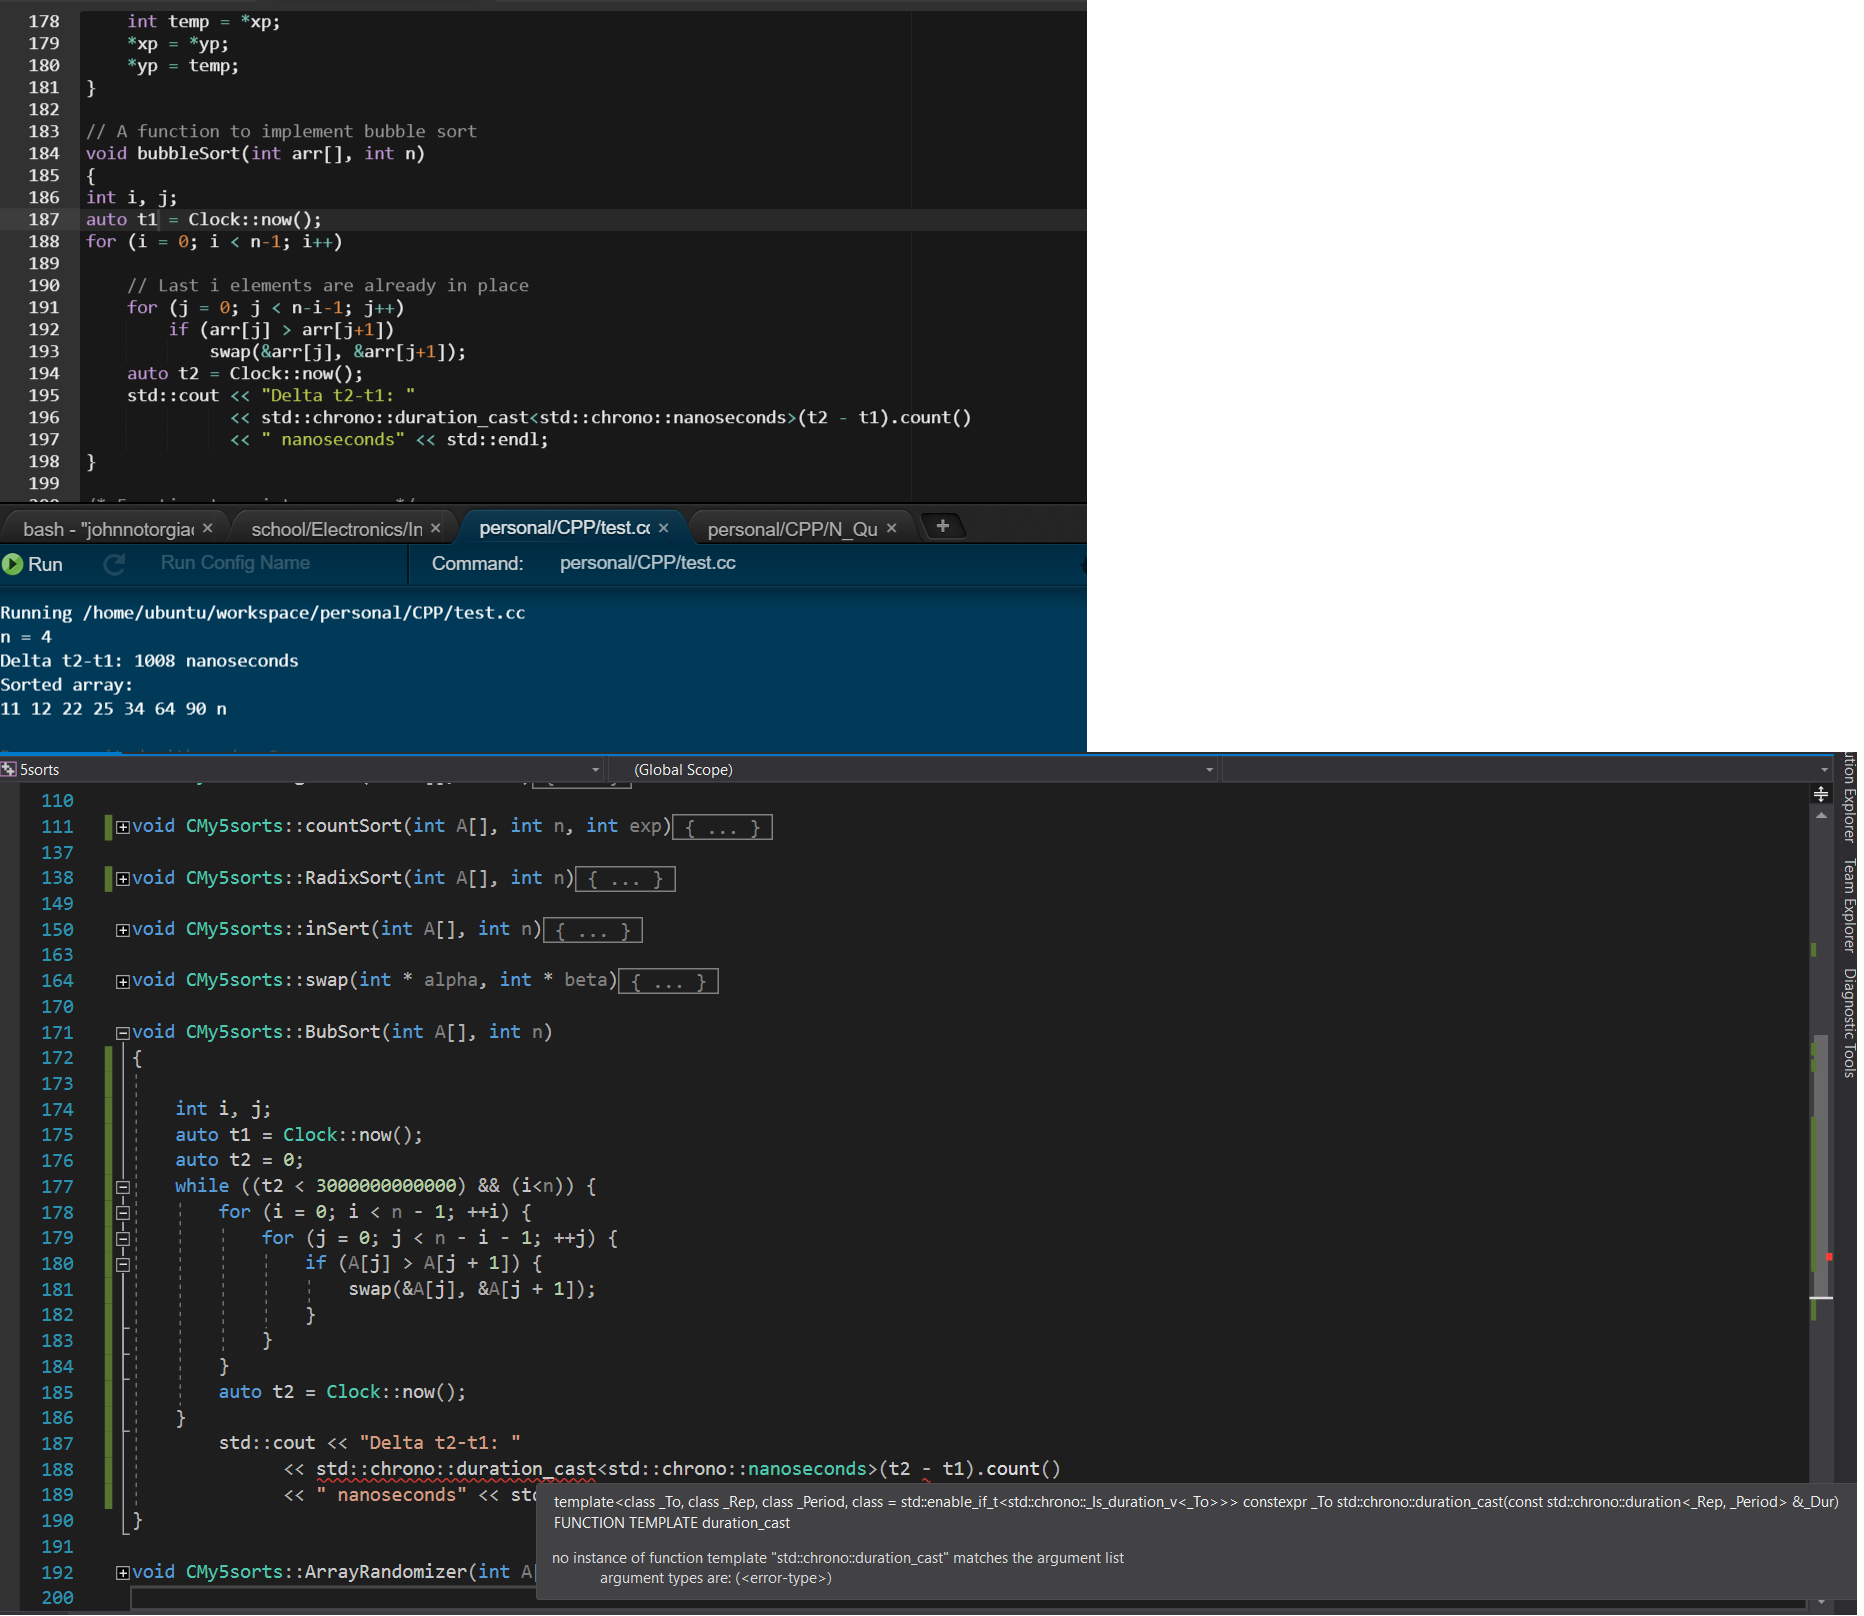 178 int temp = *xp;
179 *xp = *yp;
180 *yp = temp;
181 }
182
183 // A function to implement bubble sort
184 void bubbleSort(int arr[], int n)
185 {
186 int i, j;
187 auto t1 = Clock::now();
188 for (i = 0; i < n-1; i++)
189
190 // Last i elements are already in place
191 for (j = 0; j < n-i-1; j++)
192 if (arr[j] > arr[j+1])
193 swap(&arr[j], &arr[j+1]);
194 auto t2 = Clock::now();
195 std::cout << "Delta t2-t1: "
196 << std::chrono::duration_cast<std::chrono::nanoseconds>(t2 - t1).count()
197 << " nanoseconds" << std::endl;
198 }
199
bash - "johnnotorgia × school/Electronics/In × personal/CPP/test.cc × personal/CPP/N_Qu × +
Run Run Config Name Command: personal/CPP/test.cc
Running /home/ubuntu/workspace/personal/CPP/test.cc
n = 4
Delta t2-t1: 1008 nanoseconds
Sorted array:
11 12 22 25 34 64 90 n
5sorts (Global Scope)
110
111 void CMy5sorts::countSort(int A[], int n, int exp){ ... }
137
138 void CMy5sorts::RadixSort(int A[], int n){ ... }
149
150 void CMy5sorts::inSert(int A[], int n){ ... }
163
164 void CMy5sorts::swap(int * alpha, int * beta){ ... }
170
171 void CMy5sorts::BubSort(int A[], int n)
172 {
173
174 int i, j;
175 auto t1 = Clock::now();
176 auto t2 = 0;
177 while ((t2 < 3000000000000) && (i<n)) {
178 for (i = 0; i < n - 1; ++i) {
179 for (j = 0; j < n - i - 1; ++j) {
180 if (A[j] > A[j + 1]) {
181 swap(&A[j], &A[j + 1]);
182 }
183 }
184 }
185 auto t2 = Clock::now();
186 }
187 std::cout << "Delta t2-t1: "
188 << std::chrono::duration_cast<std::chrono::nanoseconds>(t2 - t1).count()
189 << " nanoseconds" << std
190 }
191
192 void CMy5sorts::ArrayRandomizer(int A[
200
template<class _To, class _Rep, class _Period, class = std::enable_if_t<std::chrono::_Is_duration_v<_To>>> constexpr _To std::chrono::duration_cast(const std::chrono::duration<_Rep, _Period> &_Dur)
FUNCTION TEMPLATE duration_cast
no instance of function template "std::chrono::duration_cast" matches the argument list
argument types are: (<error-type>)
ution Explorer
Team Explorer
Diagnostic Tools